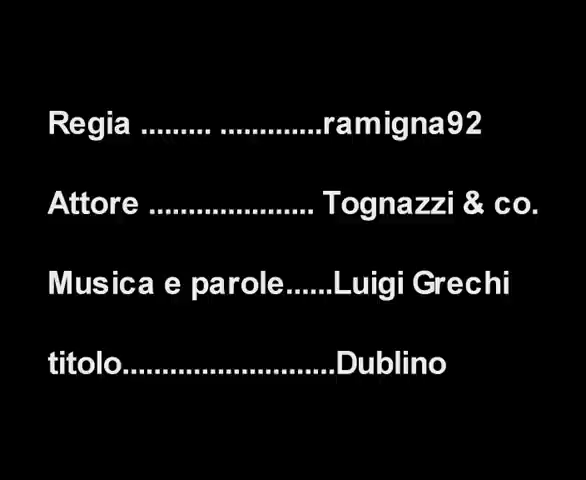 Regia ......... .............ramigna92
Attore ..................... Tognazzi & co.
Musica e parole......Luigi Grechi
titolo...........................Dublino